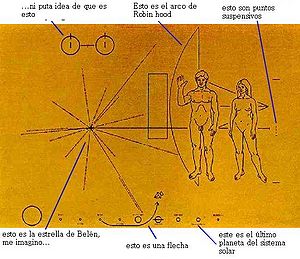 ...ni puta idea de que es
esto
Esto es el arco de
Robin hood
esto son puntos
suspensivos
esto es la estrella de Belén,
me imagino...
esto es una flecha
este es el último
planeta del sistema
solar